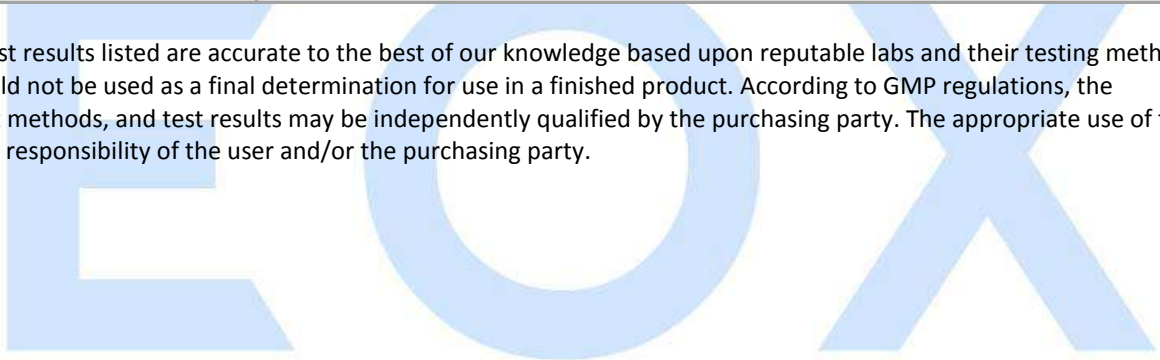 st results listed are accurate to the best of our knowledge based upon reputable labs and their testing meth
ld not be used as a final determination for use in a finished product. According to GMP regulations, the
methods, and test results may be independently qualified by the purchasing party. The appropriate use of
responsibility of the user and/or the purchasing party.
EOX